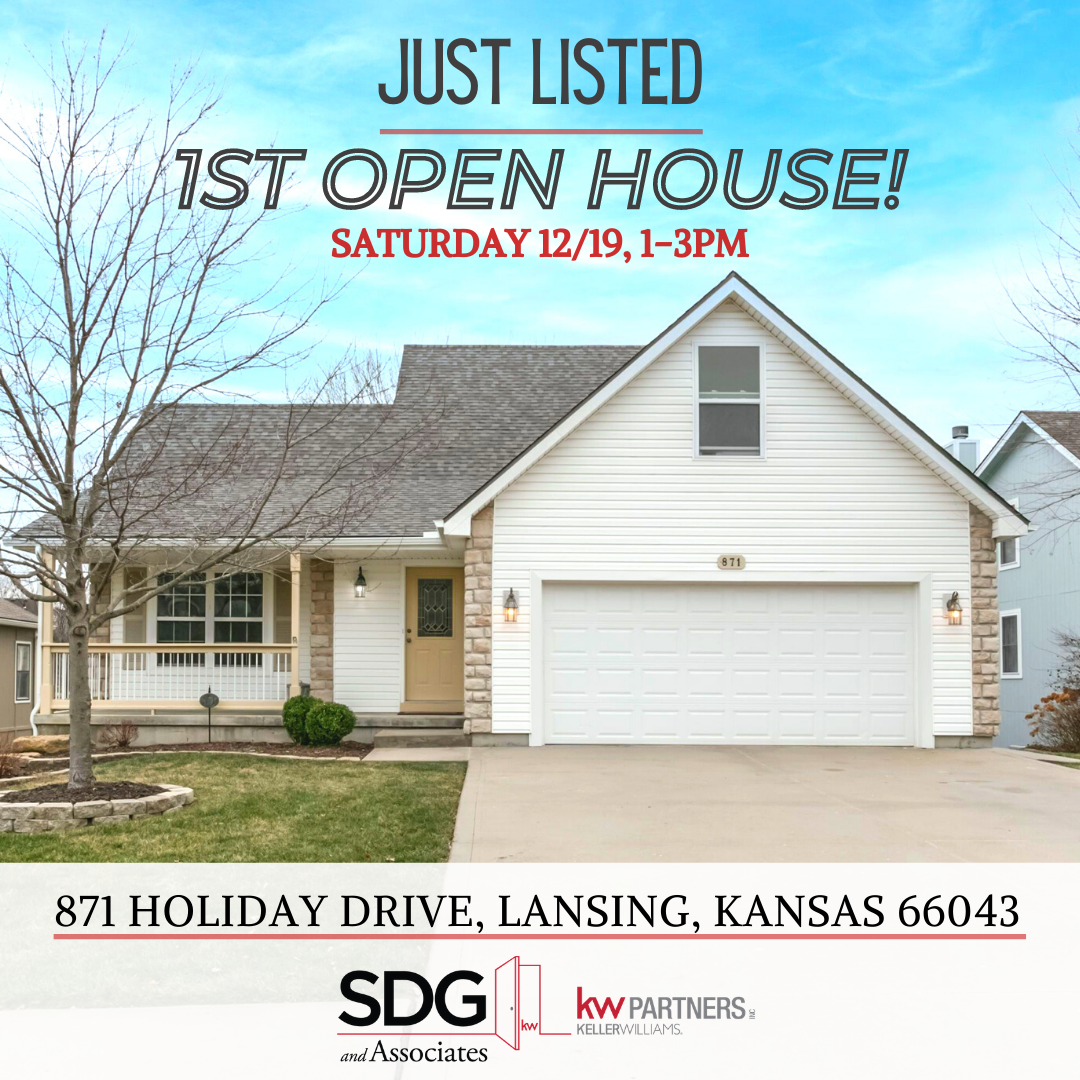 JUST LISTED
1ST OPEN HOUSE!
SATURDAY 12/19, 1-3PM
871
871 HOLIDAY DRIVE, LANSING, KANSAS 66043
SDG
kw
and Associates
kw PARTNERS INC
KELLERWILLIAMS.